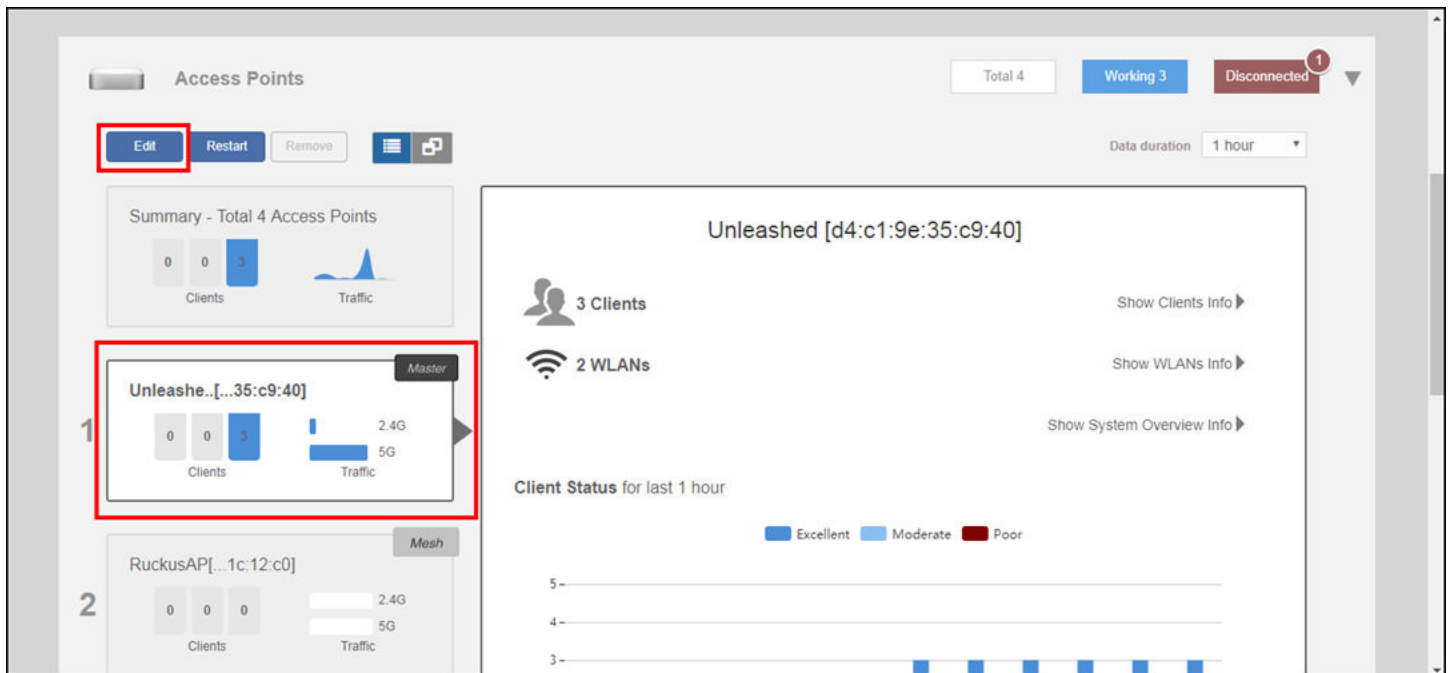 Access Points
Total 4
Working 3
Disconnected
1
Edit
Restart
Remove
Data duration
1 hour
Summary - Total 4 Access Points
0 0 3
Clients
Traffic
Master
Unleashe..[...35:c9:40]
1
0 0 3
2.4G
5G
Clients
Traffic
Mesh
RuckusAP[...1c:12:c0]
2
0 0 0
2.4G
5G
Clients
Traffic
Unleashed [d4:c1:9e:35:c9:40]
3 Clients
Show Clients Info
2 WLANs
Show WLANs Info
Show System Overview Info
Client Status for last 1 hour
Excellent Moderate Poor
5
4
3